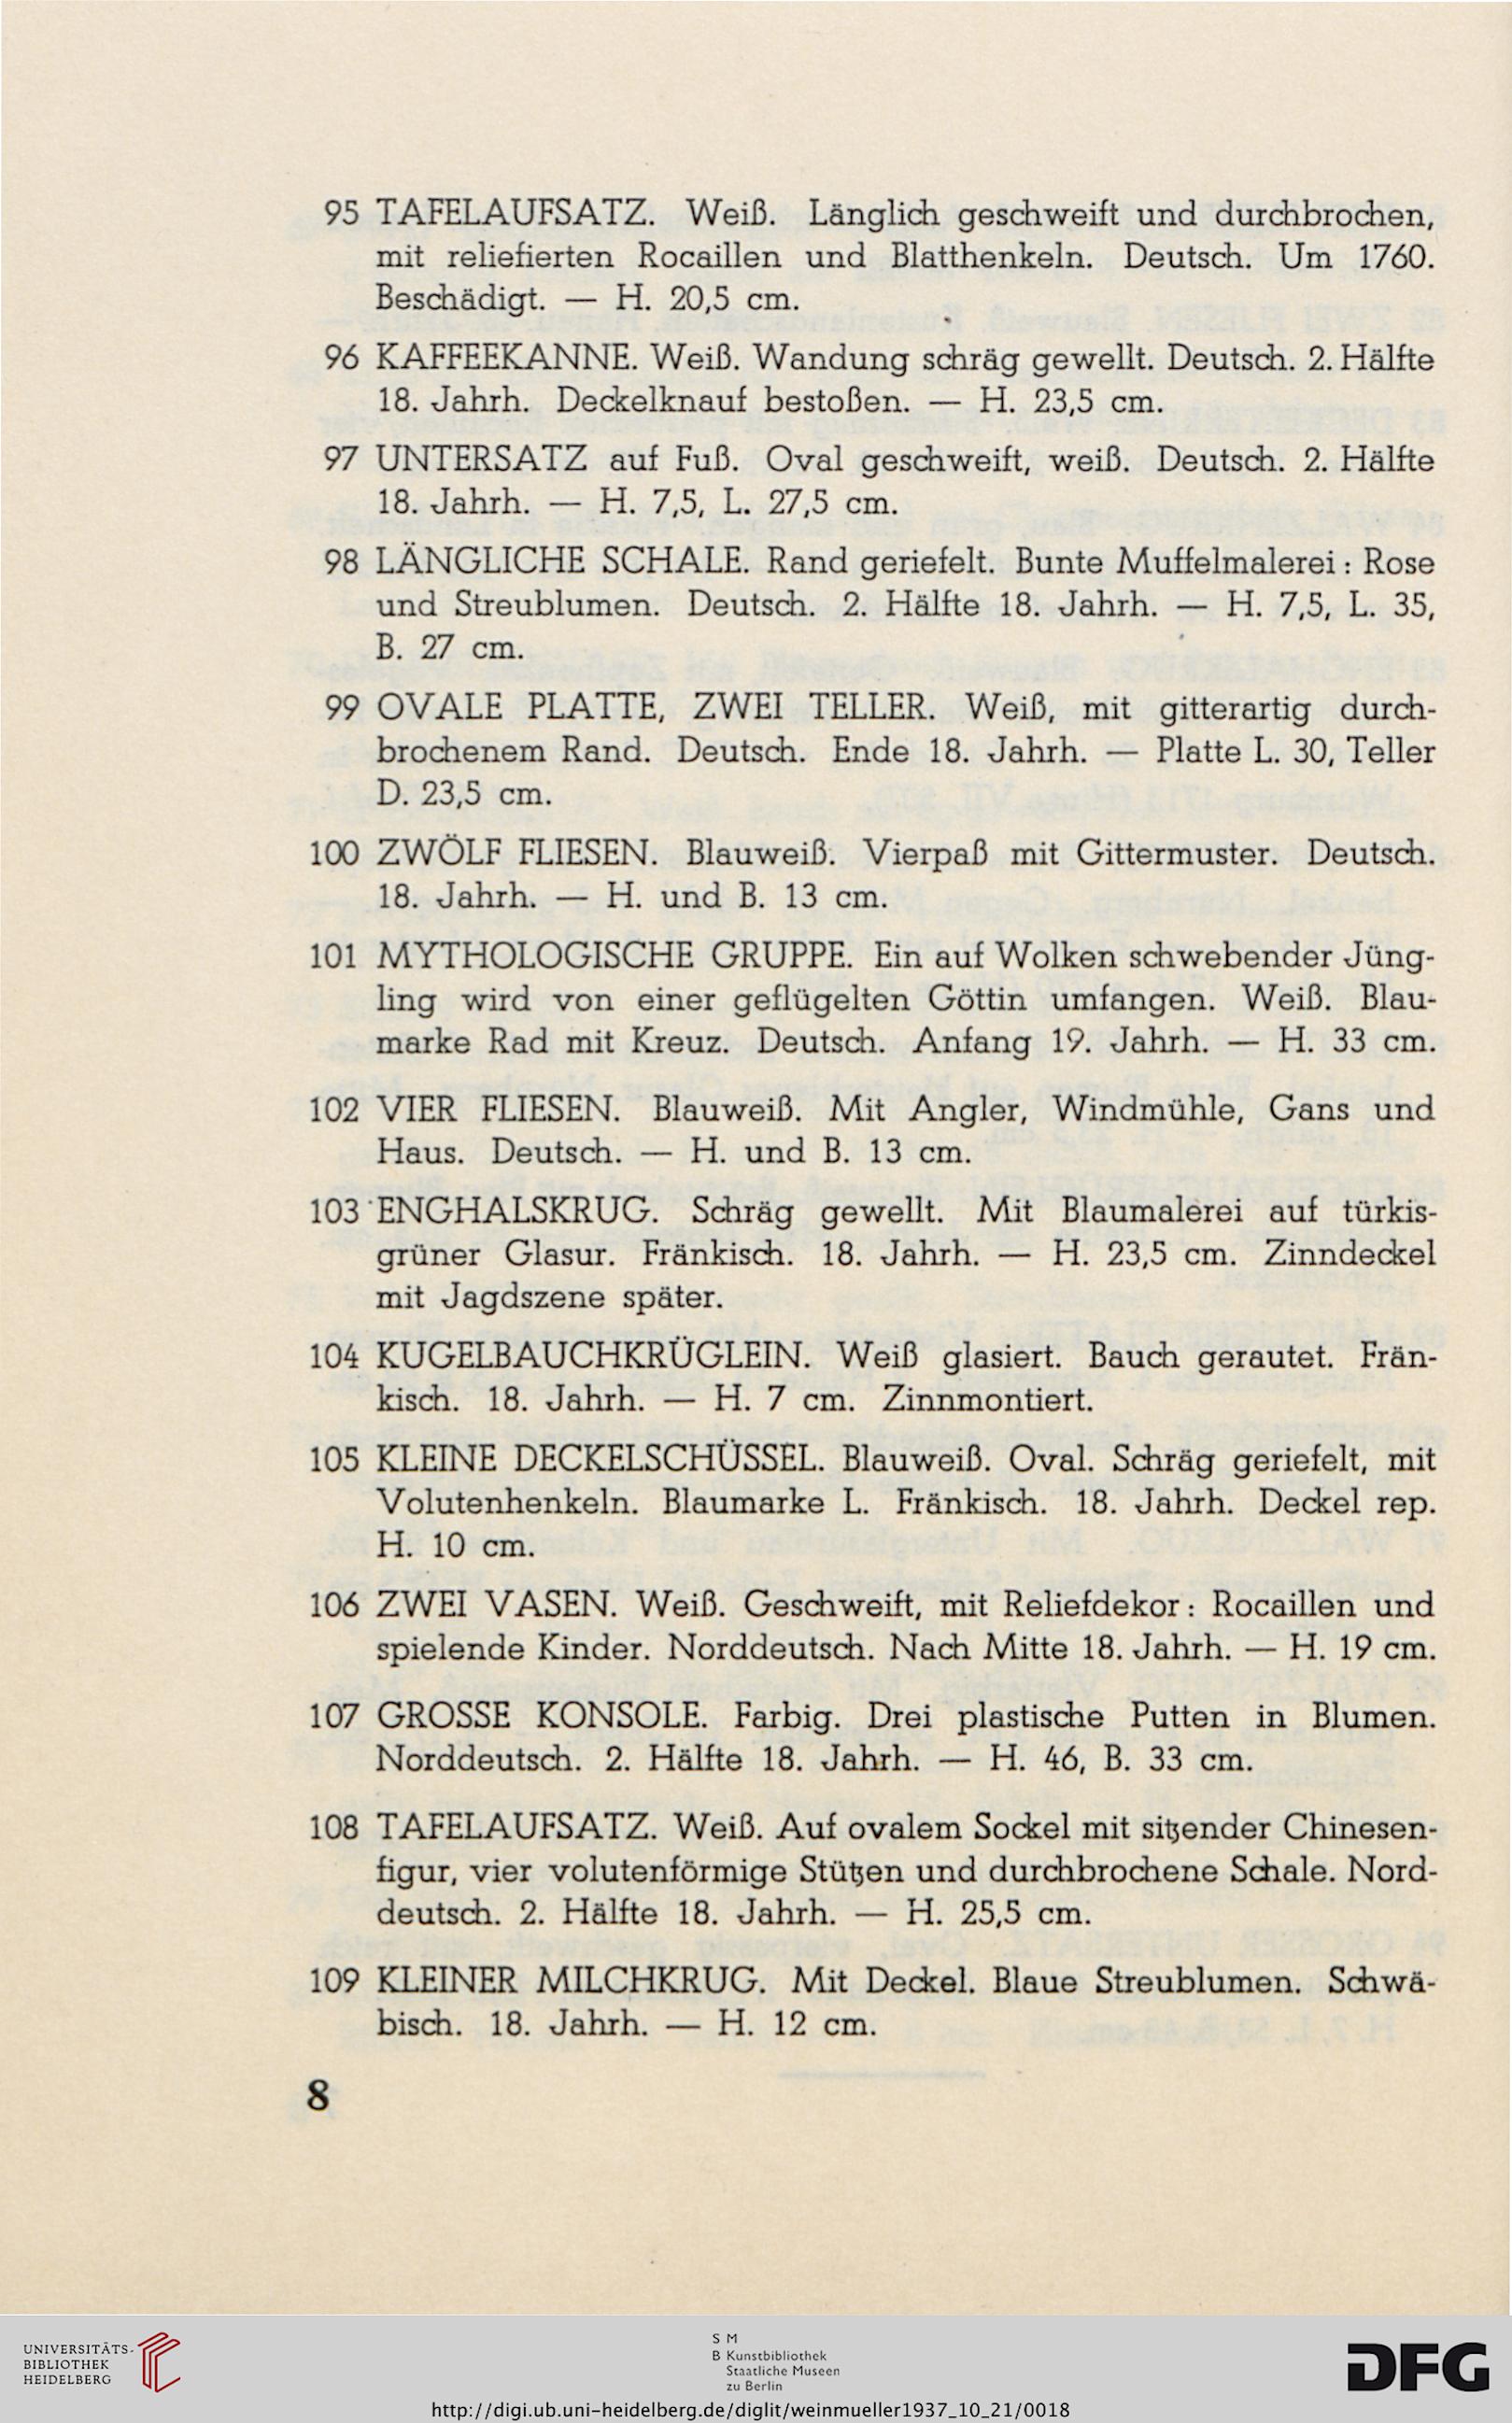 95 TAFELAUFSATZ. Weiß. Länglich geschweift und durchbrochen,
mit reliefierten Rocaillen und Blatthenkeln. Deutsch. Um 1760.
Beschädigt. — H. 20,5 cm.
96 KAFFEEKANNE. Weiß. Wandung schräg gewellt. Deutsch. 2. Hälfte
18. Jahrh. Deckelknauf bestoßen. — H. 23,5 cm.
97 UNTERSATZ auf Fuß. Oval geschweift, weiß. Deutsch. 2. Hälfte
18. Jahrh. — H. 7,5, L. 27,5 cm.
98 LÄNGLICHE SCHALE. Rand geriefelt. Bunte Muffelmalerei: Rose
und Streublumen. Deutsch. 2. Hälfte 18. Jahrh. — H. 7,5, L. 35,
B. 27 cm.
99 OVALE PLATTE, ZWEI TELLER. Weiß, mit gitterartig durch-
brochenem Rand. Deutsch. Ende 18. Jahrh. — Platte L. 30, Teller
D. 23,5 cm.
100 ZWÖLF FLIESEN. Blauweiß. Vierpaß mit Gittermuster. Deutsch.
18. Jahrh. — H. und B. 13 cm.
101 MYTHOLOGISCHE GRUPPE. Ein auf Wolken schwebender Jüng-
ling wird von einer geflügelten Göttin umfangen. Weiß. Blau-
marke Rad mit Kreuz. Deutsch. Anfang 19. Jahrh. — H. 33 cm.
102 VIER FLIESEN. Blauweiß. Mit Angler, Windmühle, Gans und
Haus. Deutsch. — H. und B. 13 cm.
103 ENGHALSKRUG. Schräg gewellt. Mit Blaumalerei auf türkis-
grüner Glasur. Fränkisch. 18. Jahrh. — H. 23,5 cm. Zinndeckel
mit Jagdszene später.
104 KUGELBAUCHKRÜGLEIN. Weiß glasiert. Bauch gerautet. Frän-
kisch. 18. Jahrh. — H. 7 cm. Zinnmontiert.
105 KLEINE DECKELSCHÜSSEL. Blauweiß. Oval. Schräg geriefelt, mit
Volutenhenkeln. Blaumarke L. Fränkisch. 18. Jahrh. Deckel rep.
H. 10 cm.
106 ZWEI VASEN. Weiß. Geschweift, mit Reliefdekor: Rocaillen und
spielende Kinder. Norddeutsch. Nach Mitte 18. Jahrh. — H. 19 cm.
107 GROSSE KONSOLE. Farbig. Drei plastische Putten in Blumen.
Norddeutsch. 2. Hälfte 18. Jahrh. — H. 46, B. 33 cm.
108 TAFELAUFSATZ. Weiß. Auf ovalem Sockel mit sitzender Chinesen-
figur, vier volutenförmige Stützen und durchbrochene Schale. Nord-
deutsch. 2. Hälfte 18. Jahrh. — H. 25,5 cm.
109 KLEINER MILCHKRUG. Mit Deckel. Blaue Streublumen. Schwä-
bisch. 18. Jahrh. — H. 12 cm.
8
UNIVERSITÄTS-
BIBLIOTHEK
HEIDELBERG
S M
B Kunstbibliothek
Staatliche Museen
zu Berlin
DFG
http://digi.ub.uni-heidelberg.de/diglit/weinmueller1937_10_21/0018